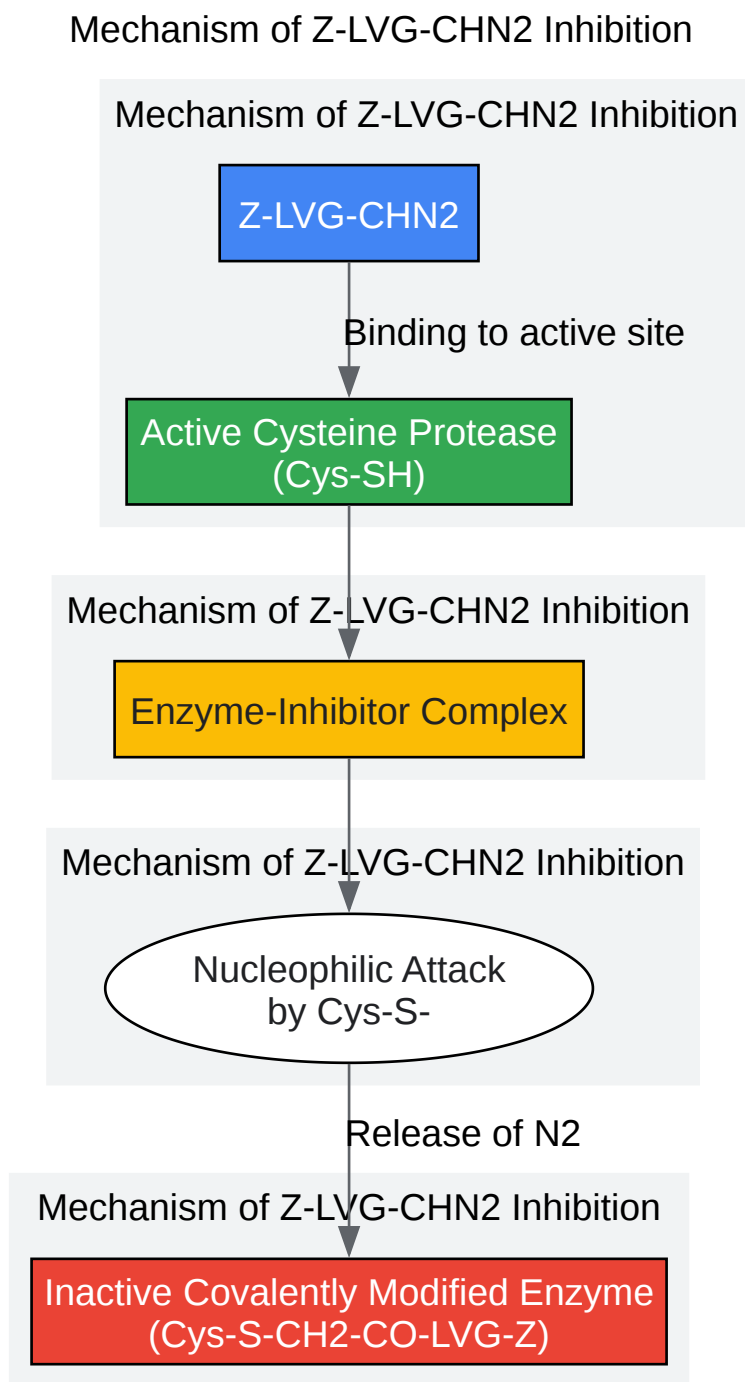 Mechanism of Z-LVG-CHN2 Inhibition
Mechanism of Z-LVG-CHN2 Inhibition
Z-LVG-CHN2
Binding to active site
Active Cysteine Protease
(Cys-SH)
Mechanism of Z-LVG-CHN2 Inhibition
Enzyme-Inhibitor Complex
Mechanism of Z-LVG-CHN2 Inhibition
Nucleophilic Attack
by Cys-S-
Release of N2
Mechanism of Z-LVG-CHN2 Inhibition
Inactive Covalently Modified Enzyme
(Cys-S-CH2-CO-LVG-Z)